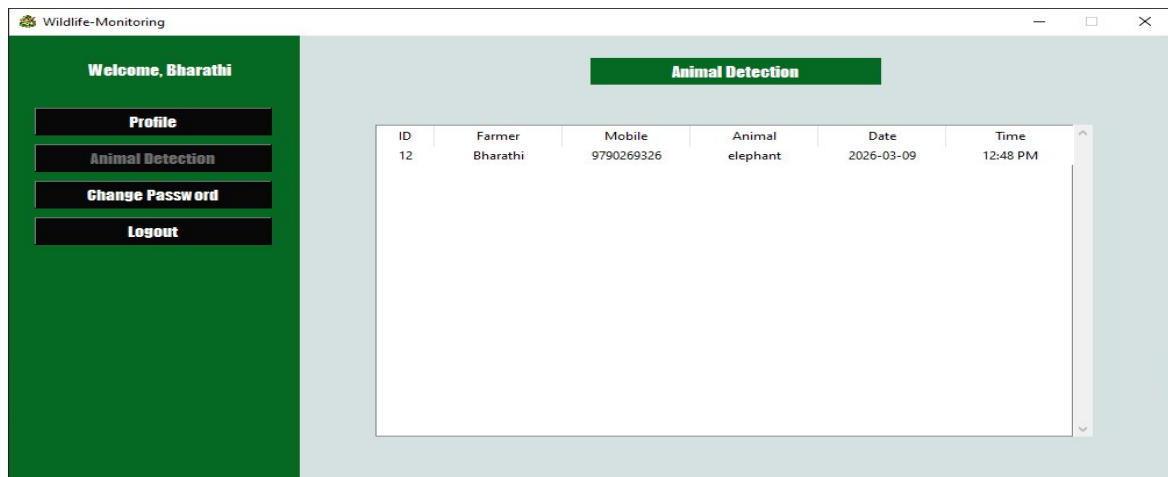 Wildlife-Monitoring
Welcome, Bharathi
Profile
Animal Detection
Change Password
Logout
Animal Detection
ID Farmer Mobile Animal Date Time
12 Bharathi 9790269326 elephant 2026-03-09 12:48 PM